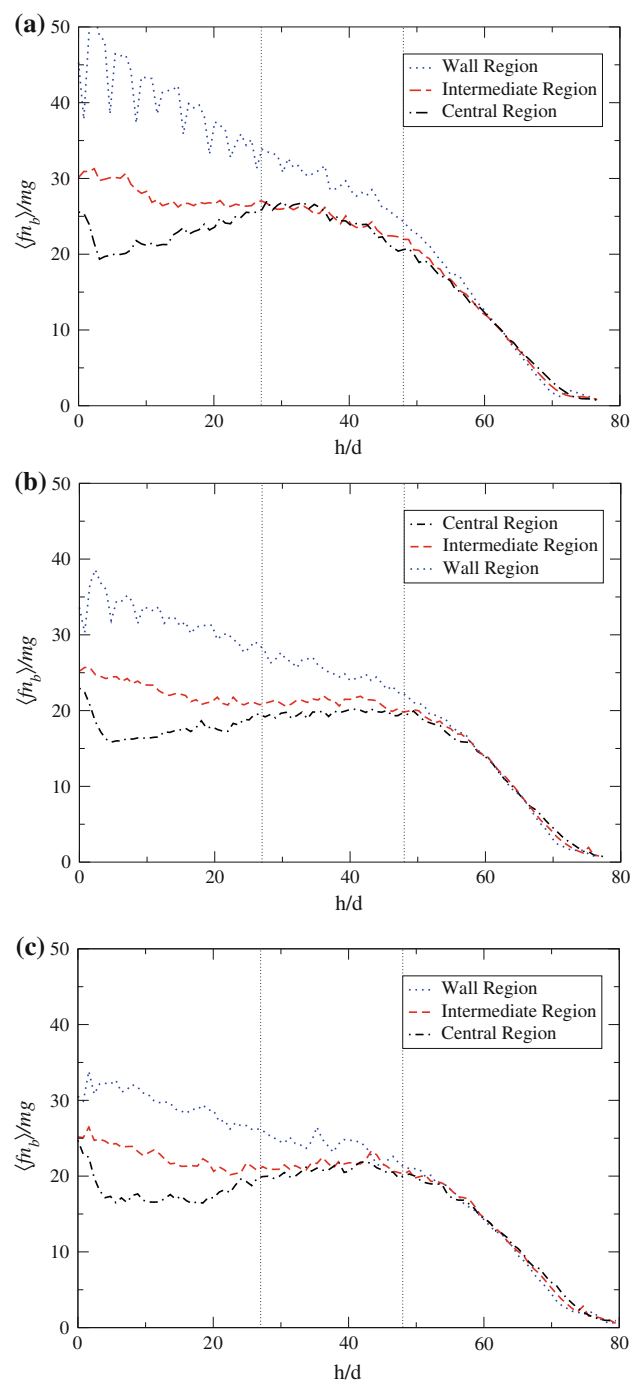 (a)
50
40
30
20
10
0
⟨fn_b⟩/mg
Wall Region
Intermediate Region
Central Region
0 20 40 60 80
h/d
(b)
50
40
30
20
10
0
⟨fn_b⟩/mg
Central Region
Intermediate Region
Wall Region
0 20 40 60 80
h/d
(c)
50
40
30
20
10
0
⟨fn_b⟩/mg
Wall Region
Intermediate Region
Central Region
0 20 40 60 80
h/d